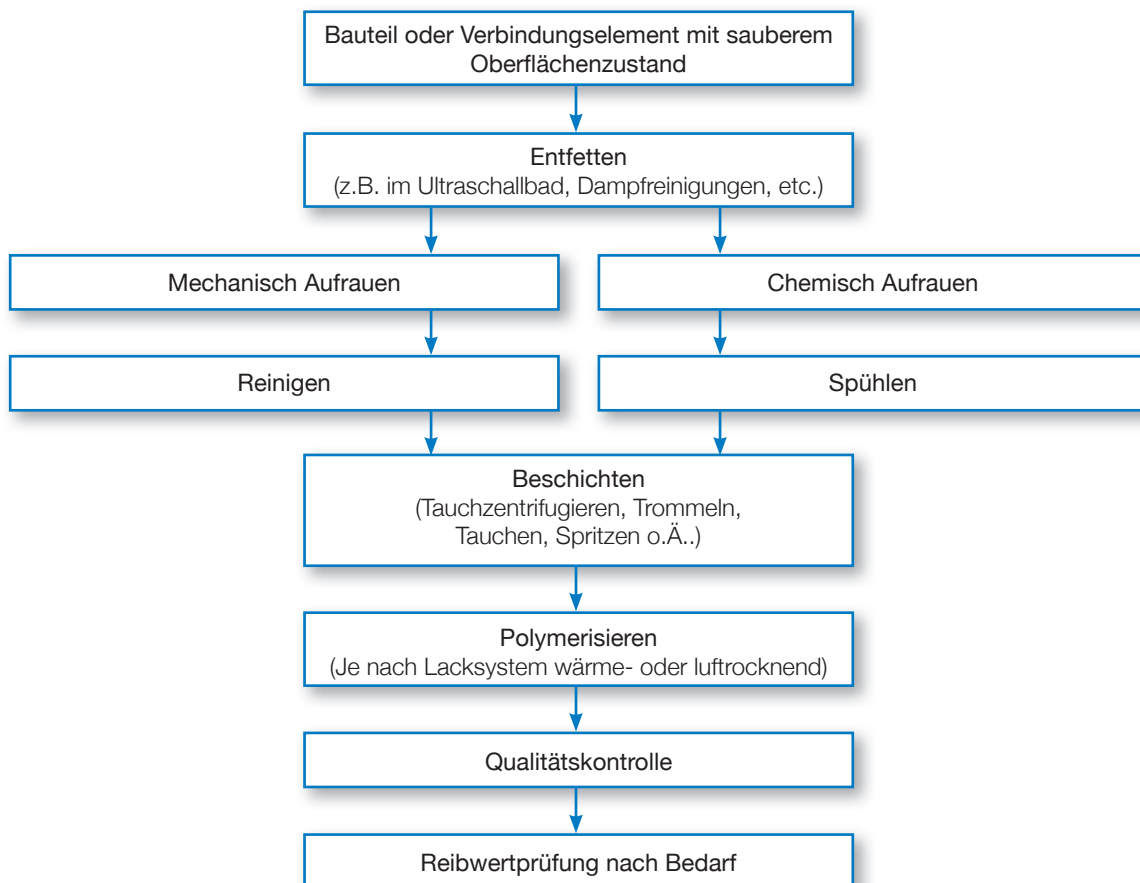 Bauteil oder Verbindungselement mit sauberem
Oberflächenzustand
Entfetten
(z.B. im Ultraschallbad, Dampfreinigungen, etc.)
Mechanisch Aufrauen
Chemisch Aufrauen
Reinigen
Spühlen
Beschichten
(Tauchzentrifugieren, Trommeln,
Tauchen, Spritzen o.Ä..)
Polymerisieren
(Je nach Lacksystem wärme- oder luftrocknend)
Qualitätskontrolle
Reibwertprüfung nach Bedarf